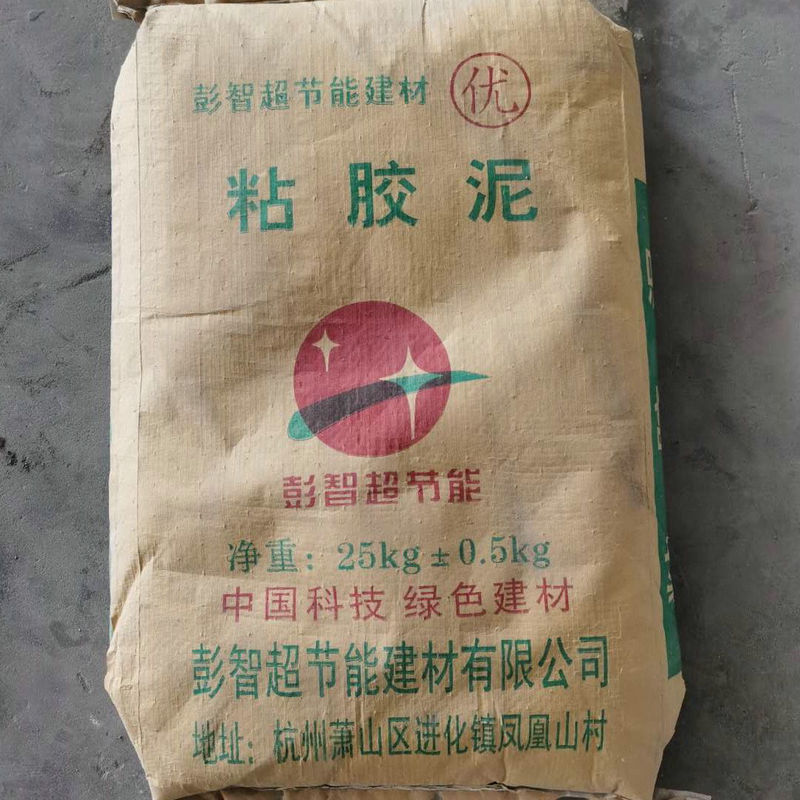 彭智超节能建材 优
粘胶泥
彭智超节能
净重：25kg±0.5kg
中国科技 绿色建材
彭智超节能建材有限公司
地址：杭州萧山区进化镇凤凰山村